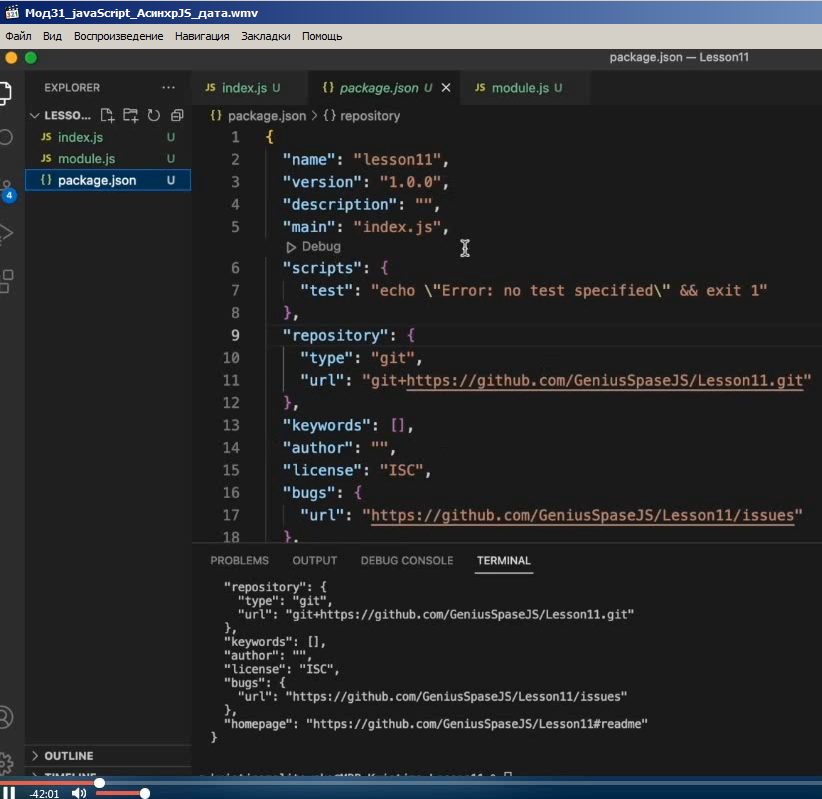 Мод31_javaScript_АсинхрJS_дата.wmv
Файл Вид Воспроизведение Навигация Закладки Помощь
package.json — Lesson11
EXPLORER ···
JS index.js U {} package.json U × JS module.js U
LESSO...
{} package.json > {} repository
JS index.js U
JS module.js U
{} package.json U
4
1 {
2 "name": "lesson11",
3 "version": "1.0.0",
4 "description": "",
5 "main": "index.js",
Debug
6 "scripts": {
7 "test": "echo \"Error: no test specified\" && exit 1"
8 },
9 "repository": {
10 "type": "git",
11 "url": "git+https://github.com/GeniusSpaseJS/Lesson11.git"
12 },
13 "keywords": [],
14 "author": "",
15 "license": "ISC",
16 "bugs": {
17 "url": "https://github.com/GeniusSpaseJS/Lesson11/issues"
18 },
PROBLEMS OUTPUT DEBUG CONSOLE TERMINAL
"repository": {
"type": "git",
"url": "git+https://github.com/GeniusSpaseJS/Lesson11.git"
},
"keywords": [],
"author": "",
"license": "ISC",
"bugs": {
"url": "https://github.com/GeniusSpaseJS/Lesson11/issues"
},
"homepage": "https://github.com/GeniusSpaseJS/Lesson11#readme"
}
OUTLINE
TIMELINE
-42:01